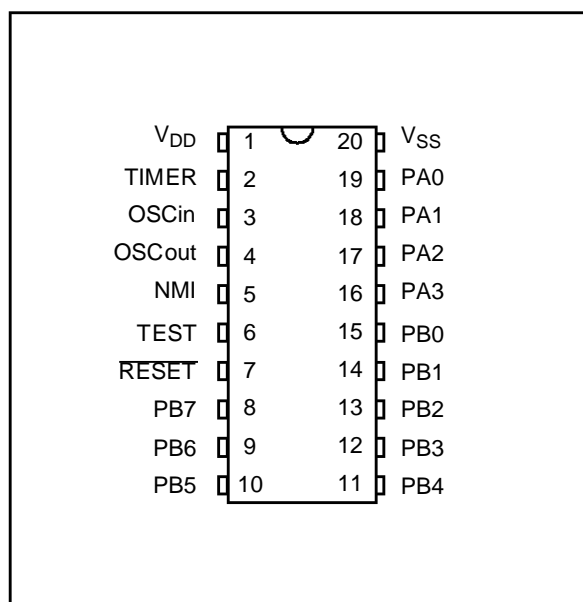 VDD 1 20 VSS
TIMER 2 19 PA0
OSCin 3 18 PA1
OSCout 4 17 PA2
NMI 5 16 PA3
TEST 6 15 PB0
RESET 7 14 PB1
PB7 8 13 PB2
PB6 9 12 PB3
PB5 10 11 PB4